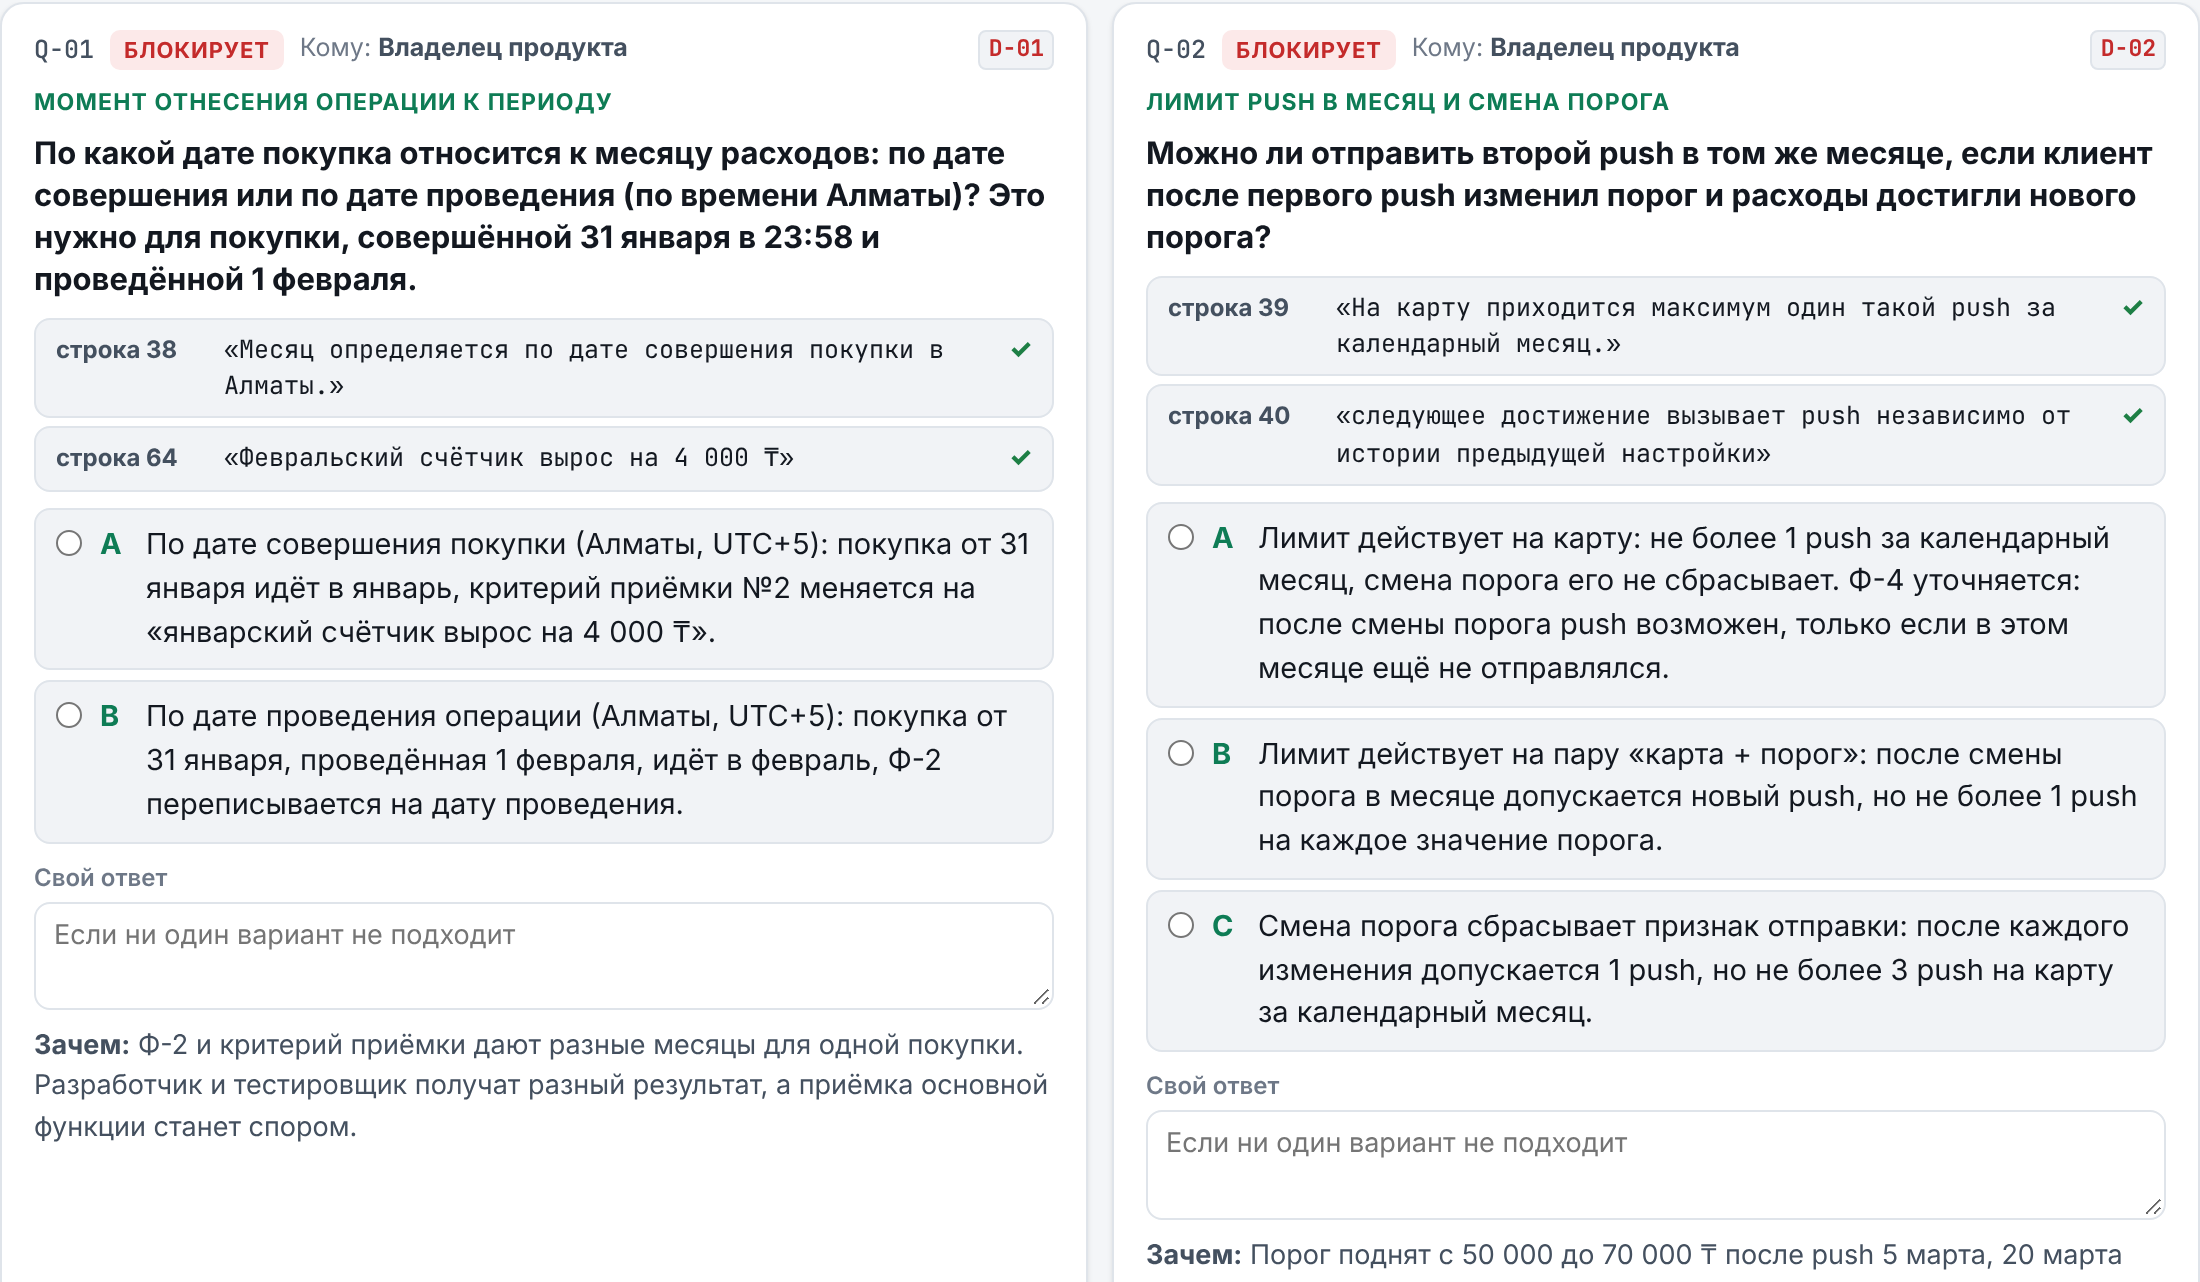 Q-01 БЛОКИРУЕТ Кому: Владелец продукта D-01
МОМЕНТ ОТНЕСЕНИЯ ОПЕРАЦИИ К ПЕРИОДУ
По какой дате покупка относится к месяцу расходов: по дате
совершения или по дате проведения (по времени Алматы)? Это
нужно для покупки, совершённой 31 января в 23:58 и
проведённой 1 февраля.
строка 38 «Месяц определяется по дате совершения покупки в
Алматы.»
строка 64 «Февральский счётчик вырос на 4 000 ₸»
A По дате совершения покупки (Алматы, UTC+5): покупка от 31
января идёт в январь, критерий приёмки №2 меняется на
«январский счётчик вырос на 4 000 ₸».
B По дате проведения операции (Алматы, UTC+5): покупка от
31 января, проведённая 1 февраля, идёт в февраль, Ф-2
переписывается на дату проведения.
Свой ответ
Если ни один вариант не подходит
Зачем: Ф-2 и критерий приёмки дают разные месяцы для одной покупки.
Разработчик и тестировщик получат разный результат, а приёмка основной
функции станет спором.
Q-02 БЛОКИРУЕТ Кому: Владелец продукта D-02
ЛИМИТ PUSH В МЕСЯЦ И СМЕНА ПОРОГА
Можно ли отправить второй push в том же месяце, если клиент
после первого push изменил порог и расходы достигли нового
порога?
строка 39 «На карту приходится максимум один такой push за
календарный месяц.»
строка 40 «следующее достижение вызывает push независимо от
истории предыдущей настройки»
A Лимит действует на карту: не более 1 push за календарный
месяц, смена порога его не сбрасывает. Ф-4 уточняется:
после смены порога push возможен, только если в этом
месяце ещё не отправлялся.
B Лимит действует на пару «карта + порог»: после смены
порога в месяце допускается новый push, но не более 1 push
на каждое значение порога.
C Смена порога сбрасывает признак отправки: после каждого
изменения допускается 1 push, но не более 3 push на карту
за календарный месяц.
Свой ответ
Если ни один вариант не подходит
Зачем: Порог поднят с 50 000 до 70 000 ₸ после push 5 марта, 20 марта